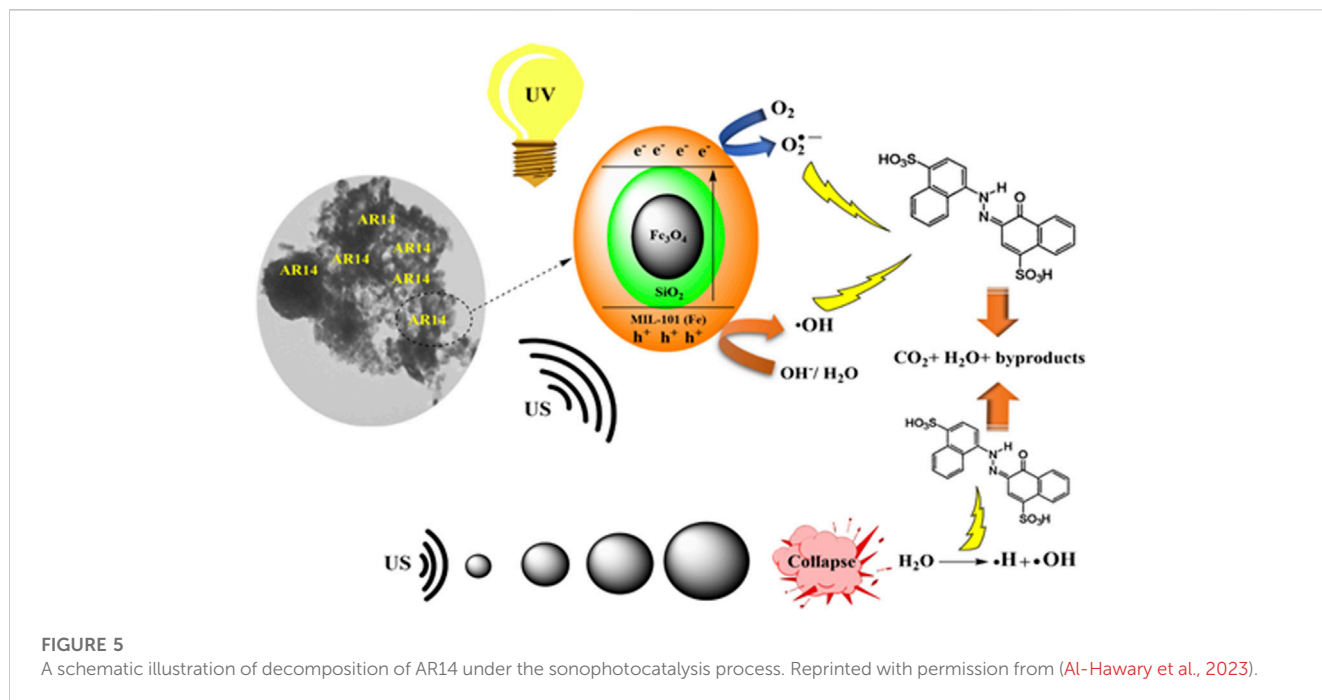 UV
O₂
O₂•−
e⁻ e⁻ e⁻ e⁻
AR14
AR14
AR14
AR14
AR14
AR14
Fe₃O₄
SiO₂
MIL-101 (Fe)
h⁺ h⁺ h⁺
•OH
OH⁻/ H₂O
US
HO₃S
H
N
N
O
SO₃H
CO₂+ H₂O+ byproducts
HO₃S
H
N
N
O
SO₃H
US
Collapse
H₂O → •H + •OH
FIGURE 5
A schematic illustration of decomposition of AR14 under the sonophotocatalysis process. Reprinted with permission from (Al-Hawary et al., 2023).